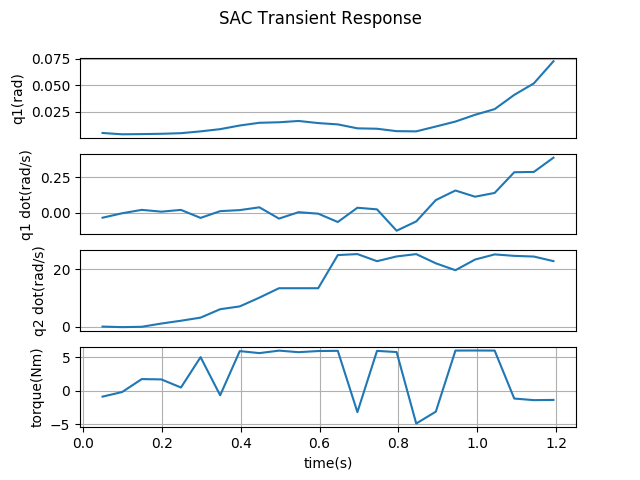 SAC Transient Response
q1(rad)
0.075
0.050
0.025
q1 dot(rad/s)
0.25
0.00
q2 dot(rad/s)
20
0
torque(Nm)
5
0
−5
0.0 0.2 0.4 0.6 0.8 1.0 1.2
time(s)